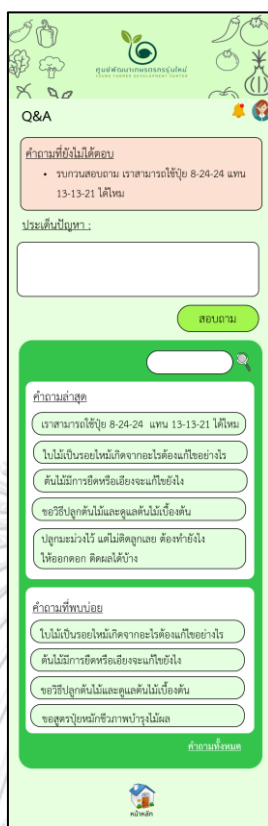 ศูนย์พัฒนาเกษตรกรรุ่นใหม่
YOUNG FARMER DEVELOPMENT CENTER
Q&A
คำถามที่ยังไม่ได้ตอบ
• รบกวนสอบถาม เราสามารถใช้ปุ๋ย 8-24-24 แทน
13-13-21 ได้ไหม
ประเด็นปัญหา :
สอบถาม
คำถามล่าสุด
เราสามารถใช้ปุ๋ย 8-24-24 แทน 13-13-21 ได้ไหม
ใบไม้เป็นรอยไหม้เกิดจากอะไรต้องแก้ไขอย่างไร
ต้นไม้มีการยึดหรือเอียงจะแก้ไขยังไง
ขอวิธีปลูกต้นไม้และดูแลต้นไม้เบื้องต้น
ปลูกมะม่วงไว้ แต่ไม่ติดลูกเลย ต้องทำยังไง
ให้ออกดอก ติดผลได้บ้าง
คำถามที่พบบ่อย
ใบไม้เป็นรอยไหม้เกิดจากอะไรต้องแก้ไขอย่างไร
ต้นไม้มีการยึดหรือเอียงจะแก้ไขยังไง
ขอวิธีปลูกต้นไม้และดูแลต้นไม้เบื้องต้น
ขอสูตรปุ๋ยหมักชีวภาพบำรุงไม้ผล
คำถามทั้งหมด
หน้าหลัก